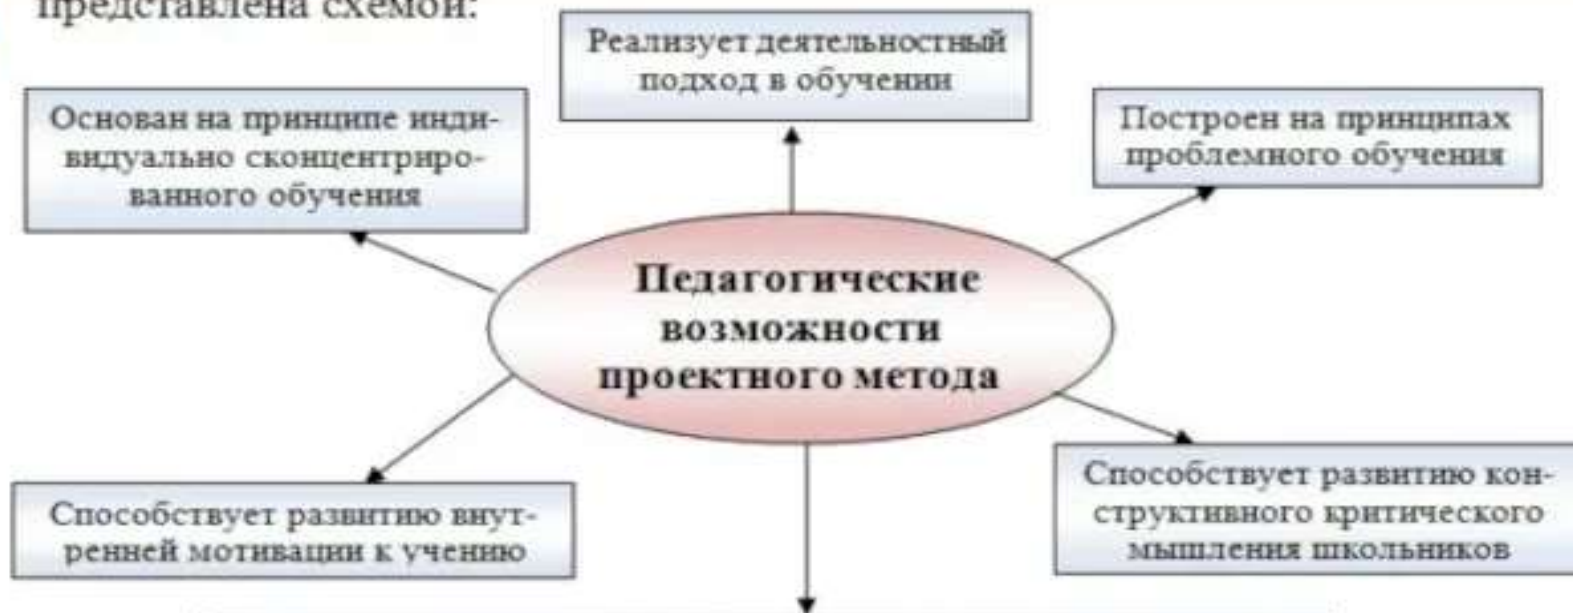 представлена схемой:
Реализует деятельностный
подход в обучении
Основан на принципе инди-
видуально сконцентриро-
ванного обучения
Построен на принципах
проблемного обучения
Педагогические
возможности
проектного метода
Способствует развитию внут-
ренней мотивации к учению
Способствует развитию кон-
структивного критического
мышления школьников